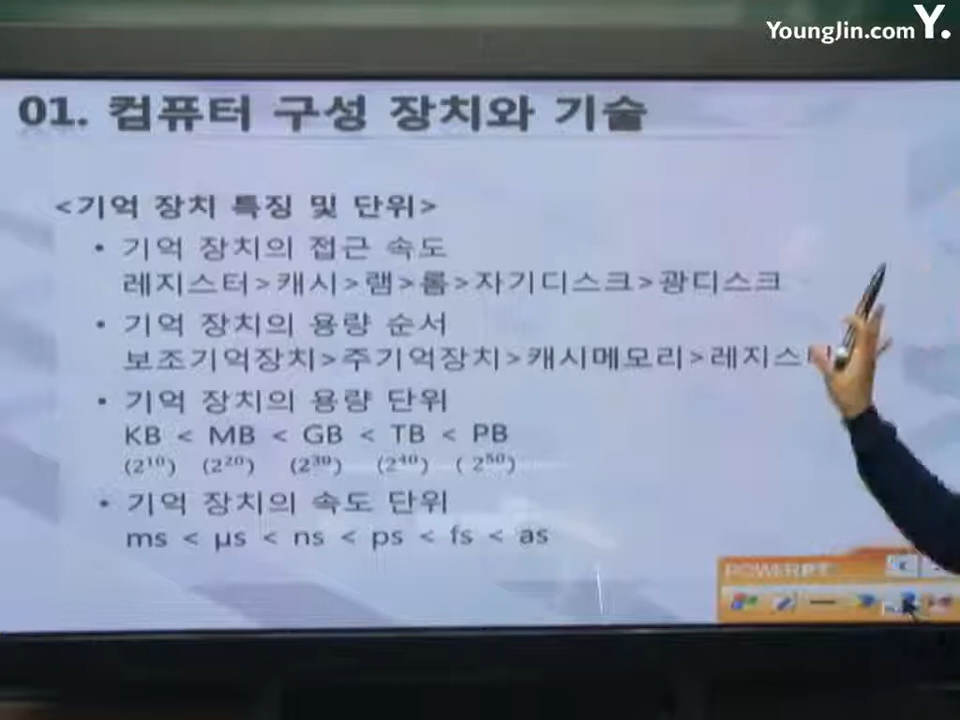 YoungJin.com Y.
01. 컴퓨터 구성 장치와 기술
<기억 장치 특징 및 단위>
• 기억 장치의 접근 속도
레지스터>캐시>램>롬>자기디스크>광디스크
• 기억 장치의 용량 순서
보조기억장치>주기억장치>캐시메모리>레지스
• 기억 장치의 용량 단위
KB < MB < GB < TB < PB
(2¹⁰) (2²⁰) (2³⁰) (2⁴⁰) (2⁵⁰)
• 기억 장치의 속도 단위
ms < μs < ns < ps < fs < as
POWERPT